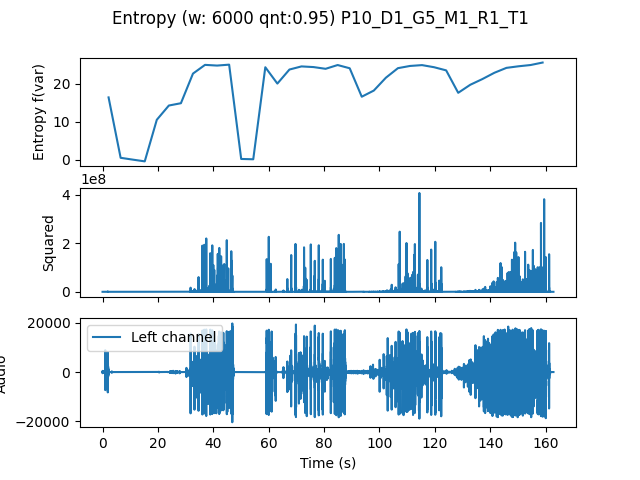 Entropy (w: 6000 qnt:0.95) P10_D1_G5_M1_R1_T1
Entropy f(var)
20
10
0
1e8
Squared
4
2
0
Audio
20000
0
−20000
Left channel
0 20 40 60 80 100 120 140 160
Time (s)